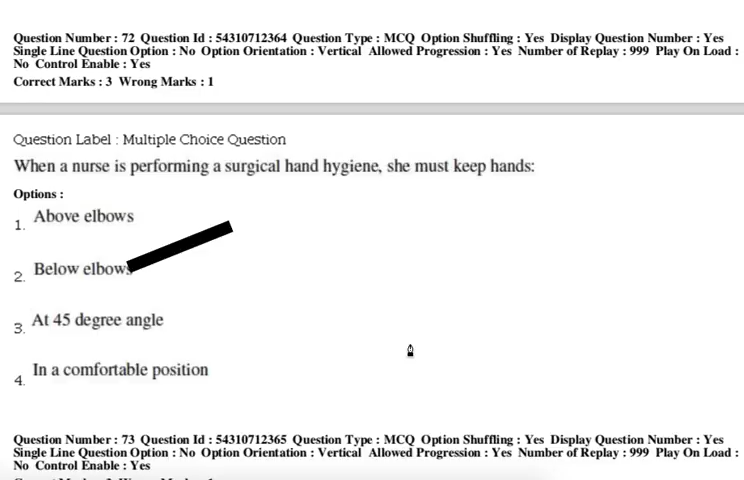 Question Number : 72 Question Id : 54310712364 Question Type : MCQ Option Shuffling : Yes Display Question Number : Yes
Single Line Question Option : No Option Orientation : Vertical Allowed Progression : Yes Number of Replay : 999 Play On Load :
No Control Enable : Yes
Correct Marks : 3 Wrong Marks : 1
Question Label : Multiple Choice Question
When a nurse is performing a surgical hand hygiene, she must keep hands:
Options :
1. Above elbows
2. Below elbows
3. At 45 degree angle
4. In a comfortable position
Question Number : 73 Question Id : 54310712365 Question Type : MCQ Option Shuffling : Yes Display Question Number : Yes
Single Line Question Option : No Option Orientation : Vertical Allowed Progression : Yes Number of Replay : 999 Play On Load :
No Control Enable : Yes